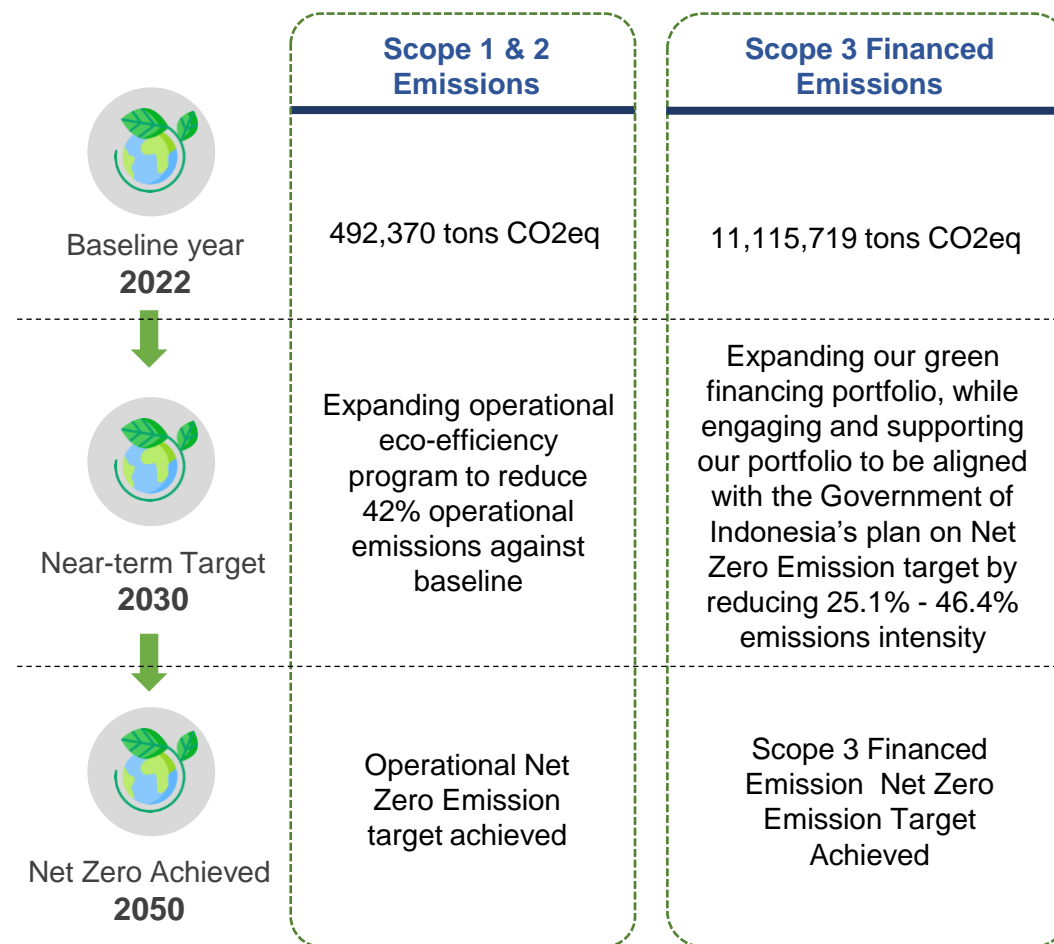 Scope 1 & 2
Emissions
Scope 3 Financed
Emissions
Baseline year
2022
492,370 tons CO2eq
11,115,719 tons CO2eq
Near-term Target
2030
Expanding operational
eco-efficiency
program to reduce
42% operational
emissions against
baseline
Expanding our green
financing portfolio, while
engaging and supporting
our portfolio to be aligned
with the Government of
Indonesia’s plan on Net
Zero Emission target by
reducing 25.1% - 46.4%
emissions intensity
Net Zero Achieved
2050
Operational Net
Zero Emission
target achieved
Scope 3 Financed
Emission  Net Zero
Emission Target
Achieved